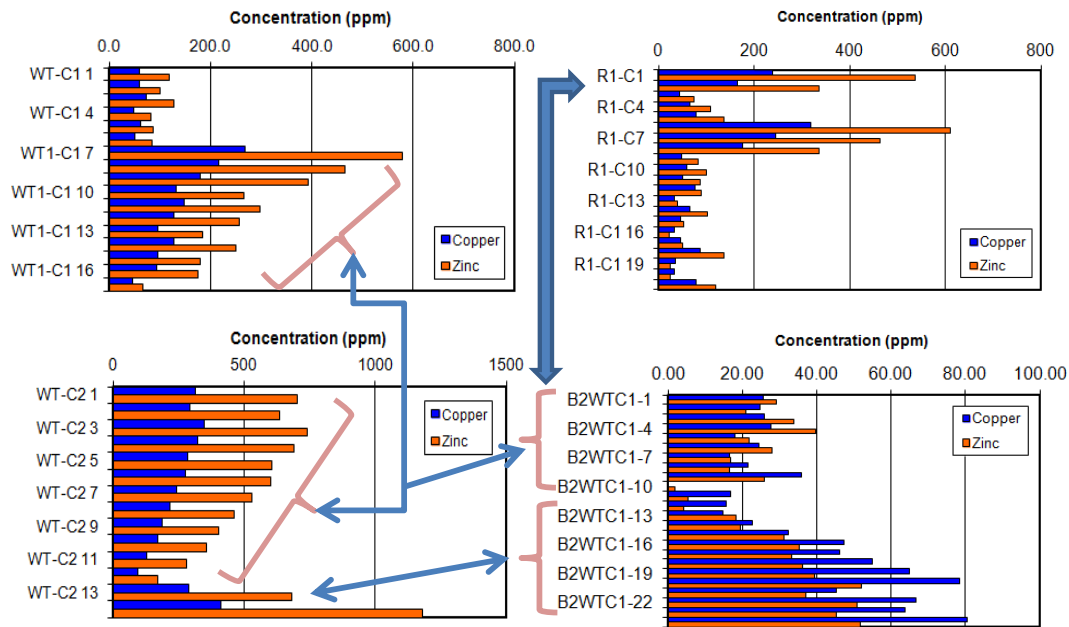 Concentration (ppm)
0.0 200.0 400.0 600.0 800.0
WT-C1 1
WT-C1 4
WT1-C1 7
WT1-C1 10
WT1-C1 13
WT1-C1 16
Copper
Zinc
Concentration (ppm)
0 200 400 600 800
R1-C1
R1-C4
R1-C7
R1-C10
R1-C13
R1-C1 16
R1-C1 19
Copper
Zinc
Concentration (ppm)
0 500 1000 1500
WT-C2 1
WT-C2 3
WT-C2 5
WT-C2 7
WT-C2 9
WT-C2 11
WT-C2 13
Copper
Zinc
Concentration (ppm)
0.00 20.00 40.00 60.00 80.00 100.00
B2WTC1-1
B2WTC1-4
B2WTC1-7
B2WTC1-10
B2WTC1-13
B2WTC1-16
B2WTC1-19
B2WTC1-22
Copper
Zinc